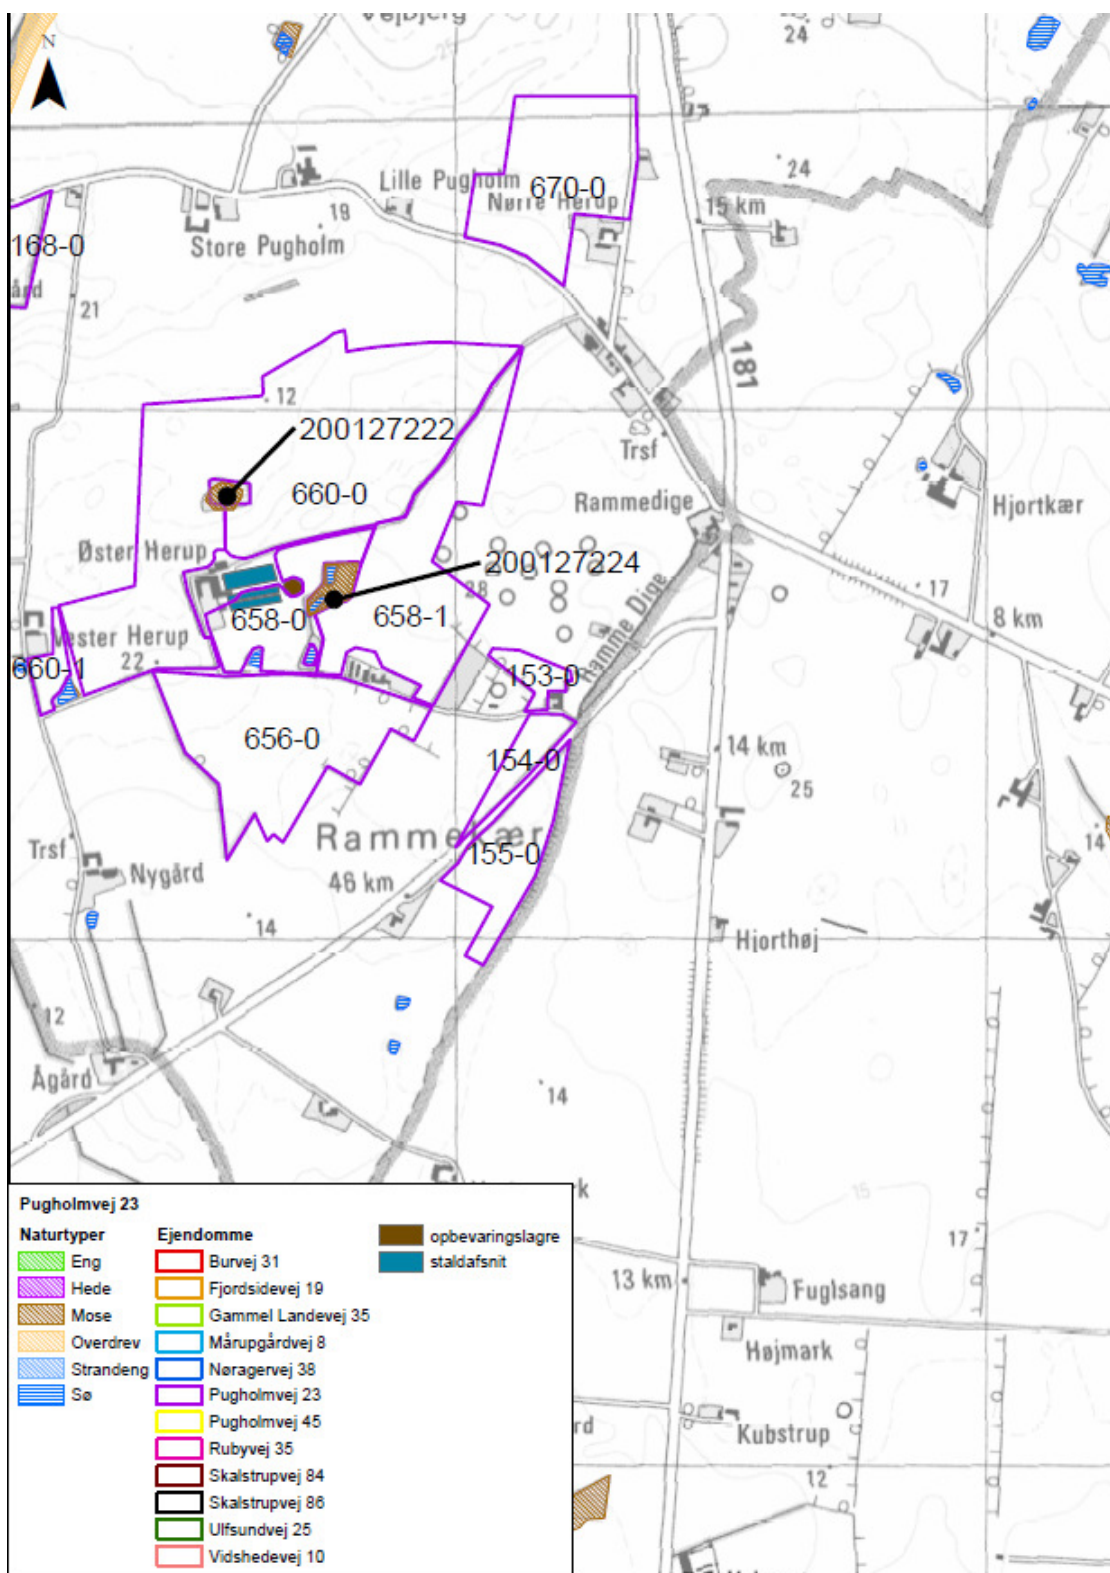 N
24
Lille Pugholm
670-0
Nørre Herup
24
15 km
19
Store Pugholm
168-0
ård
21
181
12
200127222
Trsf
660-0
Rammedige
Hjortkær
Øster Herup
200127224
28
17
658-0
658-1
8 km
Ramme Dige
Vester Herup
22
660-1
153-0
656-0
154-0
14 km
25
Rammekær
155-0
14
Trsf
Nygård
46 km
14
Hjorthøj
12
Ågård
14
15
rk
17
13 km
Fuglsang
Højmark
rd
Kubstrup
12
Pugholmvej 23
Naturtyper
Eng
Hede
Mose
Overdrev
Strandeng
Sø
Ejendomme
Burvej 31
Fjordsidevej 19
Gammel Landevej 35
Mårupgårdvej 8
Nøragervej 38
Pugholmvej 23
Pugholmvej 45
Rubyvej 35
Skalstrupvej 84
Skalstrupvej 86
Ulfsundvej 25
Vidshedevej 10
opbevaringslagre
staldafsnit